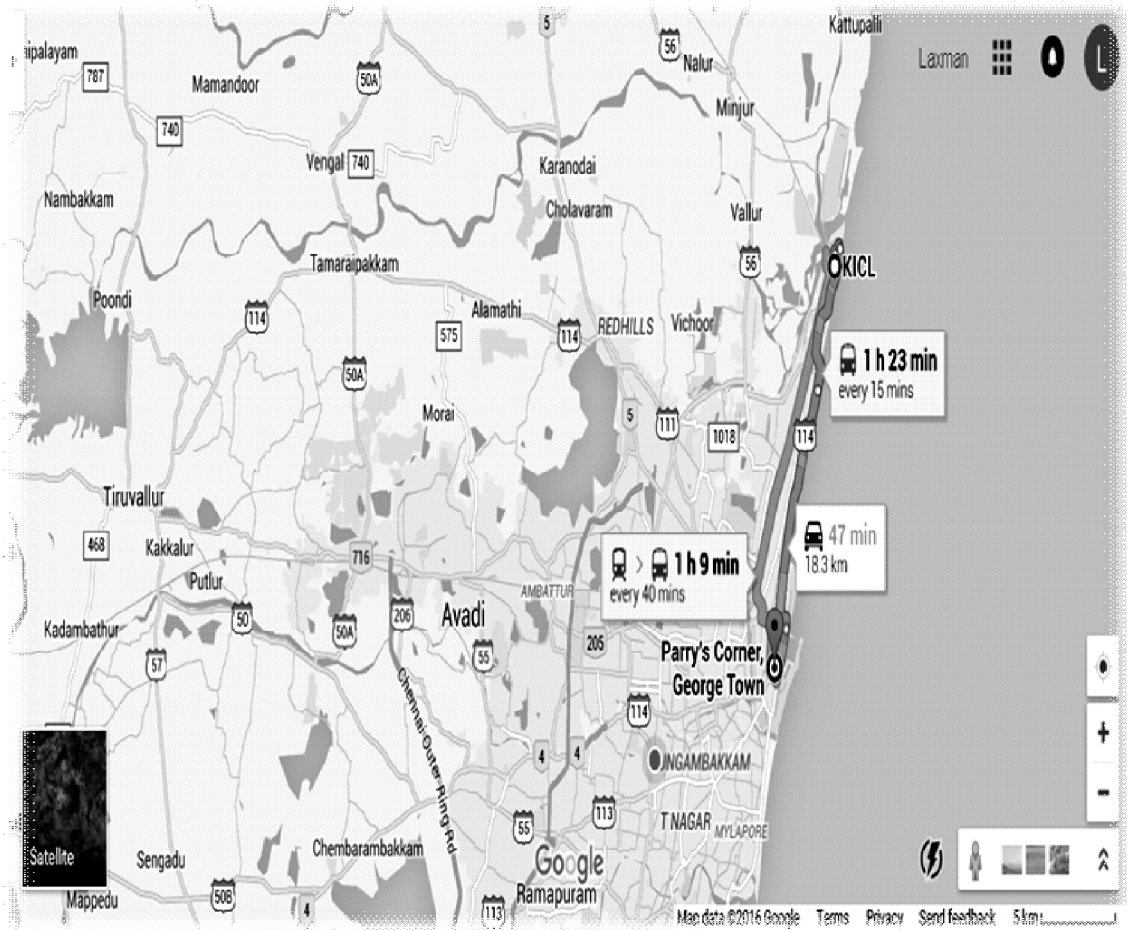 Kattupalli
5
56
Laxman
L
Nalur
787
Mamandoor
50A
Minjur
740
Vengal
740
Karanodai
Nambakkam
Cholavaram
Vallur
Tamaraipakkam
56
KICL
Poondi
114
Alamathi
575
114
REDHILLS
Vichoor
1 h 23 min
every 15 mins
50A
Morai
5
111
1018
114
Tiruvallur
468
Kakkalur
716
47 min
18.3 km
1 h 9 min
every 40 mins
Putlur
AMBATTUR
50
206
Avadi
Kadambathur
50A
205
57
55
Parry's Corner,
George Town
Chennai Outer Ring Rd
114
4
4
UNGAMBAKKAM
113
55
T NAGAR
MYLAPORE
Satellite
Sengadu
Chembarambakkam
Google
Ramapuram
Mappedu
50B
4
113
Map data ©2016 Google Terms Privacy Send feedback 5 km